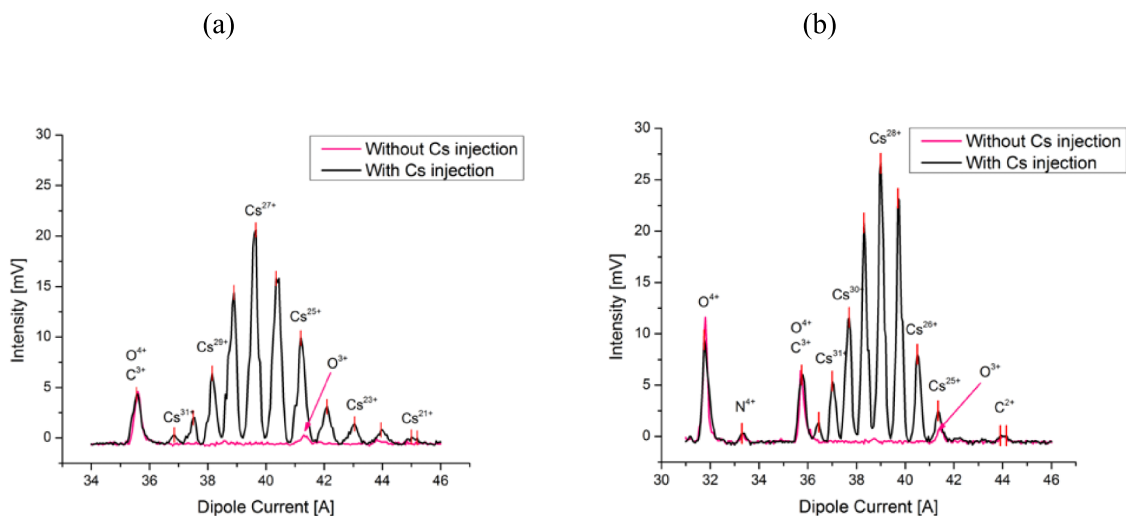 (a)
30
25
20
15
10
5
0
Intensity [mV]
Without Cs injection
With Cs injection
Cs²⁷⁺
Cs²⁵⁺
Cs²⁹⁺
O⁴⁺
C³⁺
O³⁺
Cs³¹⁺
Cs²³⁺
Cs²¹⁺
34 36 38 40 42 44 46
Dipole Current [A]
(b)
30
25
20
15
10
5
0
Intensity [mV]
Without Cs injection
With Cs injection
Cs²⁸⁺
Cs³⁰⁺
O⁴⁺
O⁴⁺
C³⁺
Cs²⁶⁺
Cs³¹⁺
O³⁺
Cs²⁵⁺
N⁴⁺
C²⁺
30 32 34 36 38 40 42 44 46
Dipole Current [A]